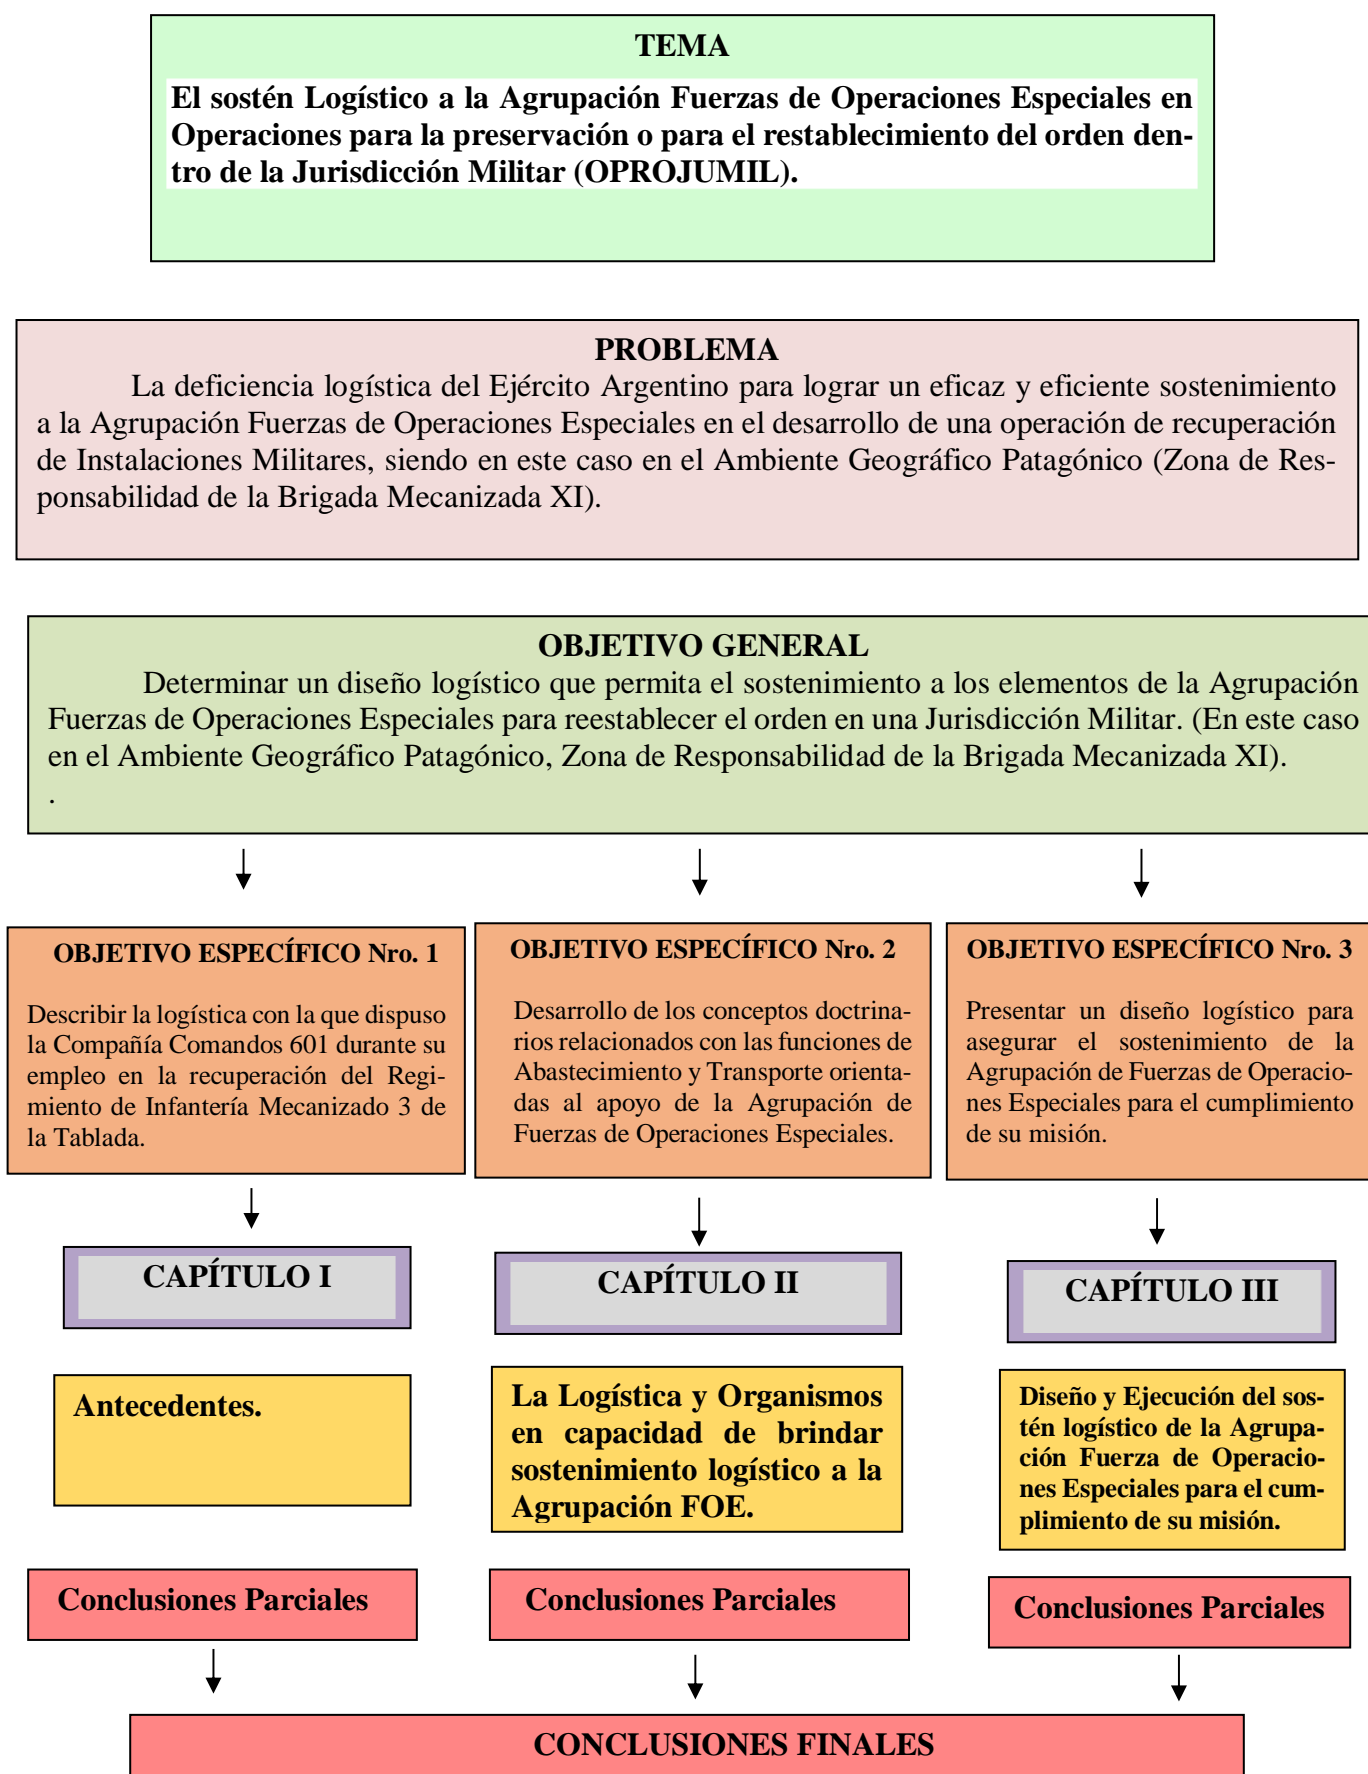 TEMA
El sostén Logístico a la Agrupación Fuerzas de Operaciones Especiales en
Operaciones para la preservación o para el restablecimiento del orden den-
tro de la Jurisdicción Militar (OPROJUMIL).
PROBLEMA
La deficiencia logística del Ejército Argentino para lograr un eficaz y eficiente sostenimiento
a la Agrupación Fuerzas de Operaciones Especiales en el desarrollo de una operación de recuperación
de Instalaciones Militares, siendo en este caso en el Ambiente Geográfico Patagónico (Zona de Res-
ponsabilidad de la Brigada Mecanizada XI).
OBJETIVO GENERAL
Determinar un diseño logístico que permita el sostenimiento a los elementos de la Agrupación
Fuerzas de Operaciones Especiales para reestablecer el orden en una Jurisdicción Militar. (En este caso
en el Ambiente Geográfico Patagónico, Zona de Responsabilidad de la Brigada Mecanizada XI).
.
OBJETIVO ESPECÍFICO Nro. 1
Describir la logística con la que dispuso
la Compañía Comandos 601 durante su
empleo en la recuperación del Regi-
miento de Infantería Mecanizado 3 de
la Tablada.
OBJETIVO ESPECÍFICO Nro. 2
Desarrollo de los conceptos doctrina-
rios relacionados con las funciones de
Abastecimiento y Transporte orienta-
das al apoyo de la Agrupación de
Fuerzas de Operaciones Especiales.
OBJETIVO ESPECÍFICO Nro. 3
Presentar un diseño logístico para
asegurar el sostenimiento de la
Agrupación de Fuerzas de Operacio-
nes Especiales para el cumplimiento
de su misión.
CAPÍTULO I
CAPÍTULO II
CAPÍTULO III
Antecedentes.
La Logística y Organismos
en capacidad de brindar
sostenimiento logístico a la
Agrupación FOE.
Diseño y Ejecución del sos-
tén logístico de la Agrupa-
ción Fuerza de Operacio-
nes Especiales para el cum-
plimiento de su misión.
Conclusiones Parciales
Conclusiones Parciales
Conclusiones Parciales
CONCLUSIONES FINALES